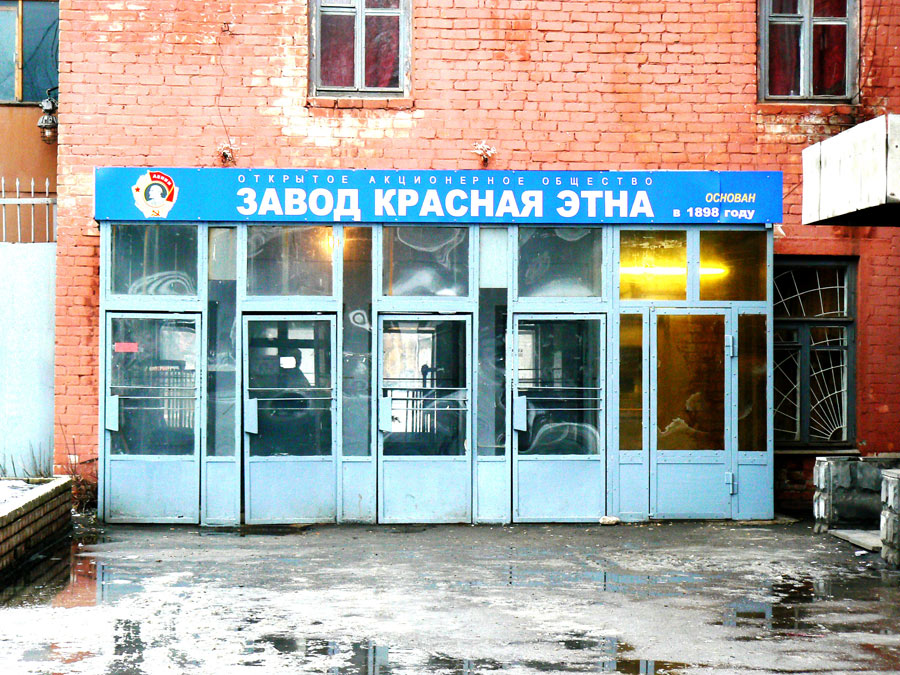 ОТКРЫТОЕ АКЦИОНЕРНОЕ ОБЩЕСТВО
ЗАВОД КРАСНАЯ ЭТНА
ОСНОВАН
в 1898 году